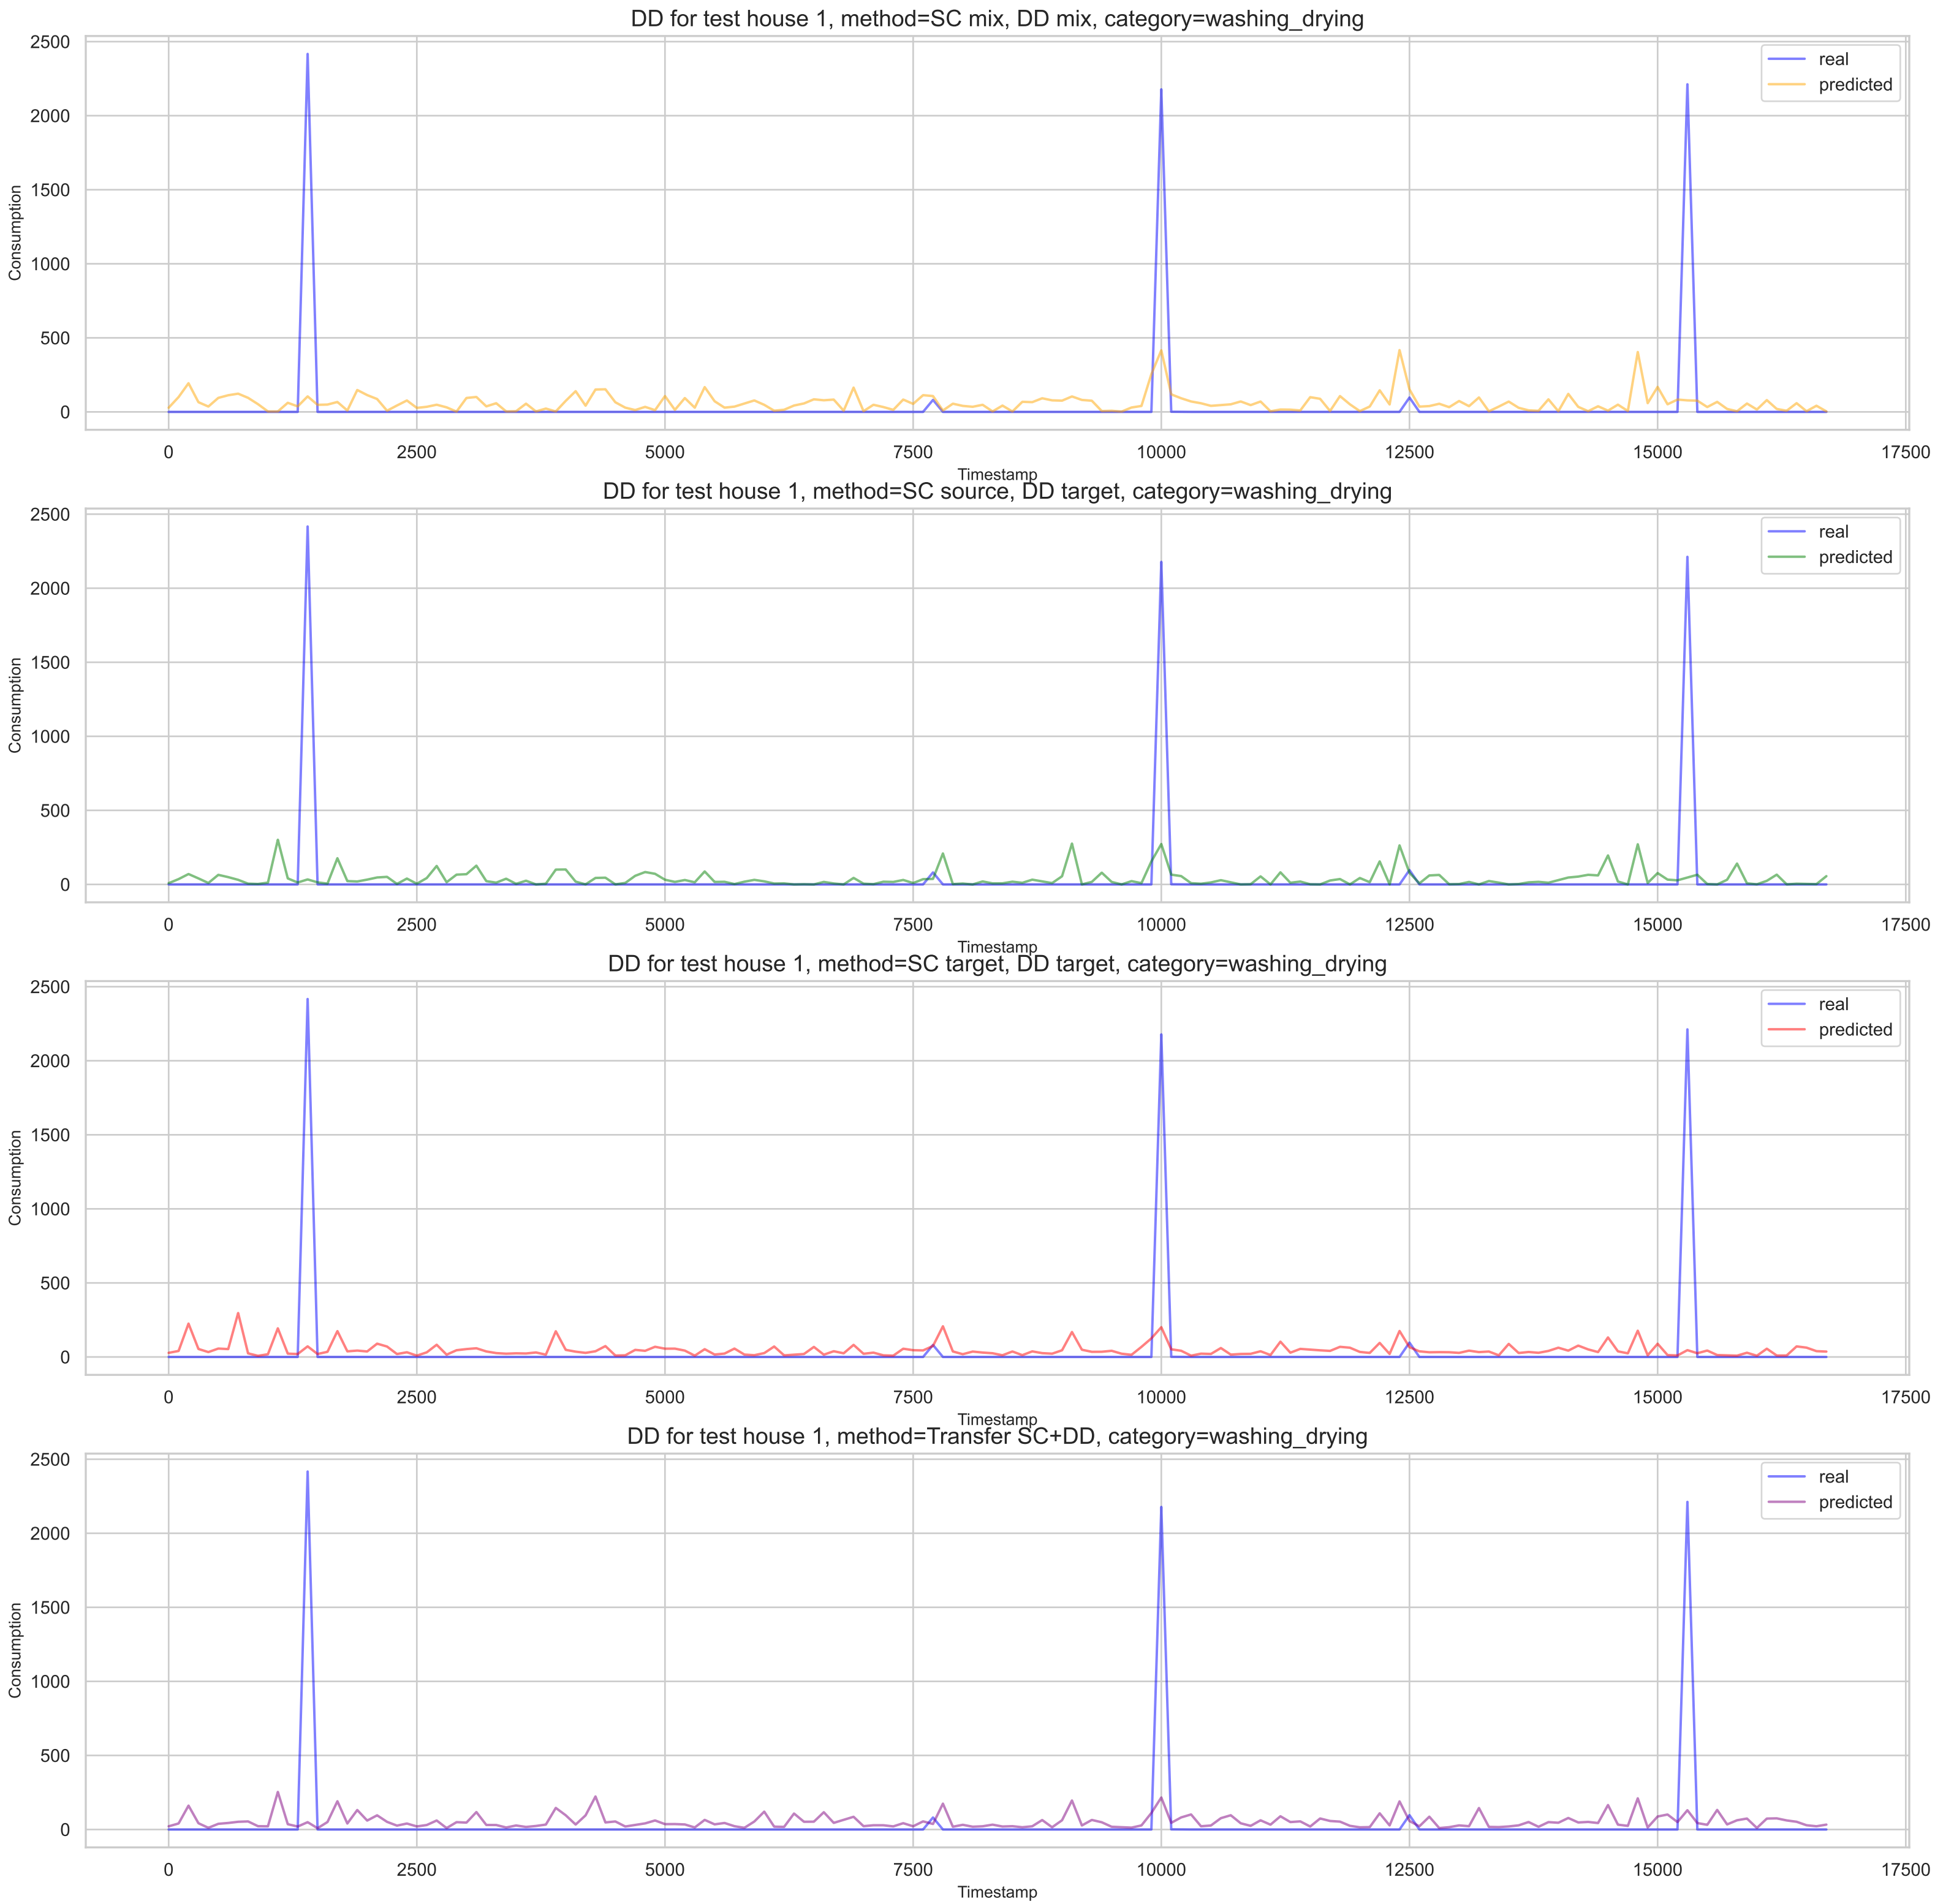 DD for test house 1, method=SC mix, DD mix, category=washing_drying
2500
2000
1500
1000
500
0
Consumption
real
predicted
0 2500 5000 7500 10000 12500 15000 17500
Timestamp
DD for test house 1, method=SC source, DD target, category=washing_drying
2500
2000
1500
1000
500
0
Consumption
real
predicted
0 2500 5000 7500 10000 12500 15000 17500
Timestamp
DD for test house 1, method=SC target, DD target, category=washing_drying
2500
2000
1500
1000
500
0
Consumption
real
predicted
0 2500 5000 7500 10000 12500 15000 17500
Timestamp
DD for test house 1, method=Transfer SC+DD, category=washing_drying
2500
2000
1500
1000
500
0
Consumption
real
predicted
0 2500 5000 7500 10000 12500 15000 17500
Timestamp